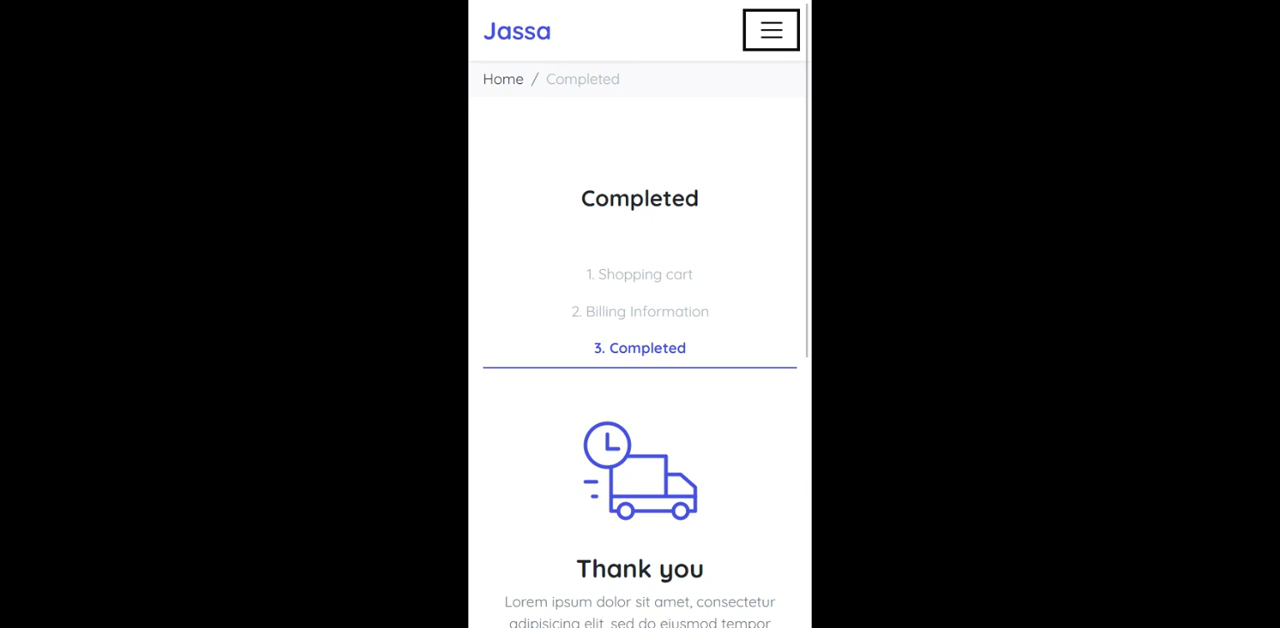 Jassa
Home / Completed
Completed
1. Shopping cart
2. Billing Information
3. Completed
Thank you
Lorem ipsum dolor sit amet, consectetur
adipisicing elit, sed do eiusmod tempor